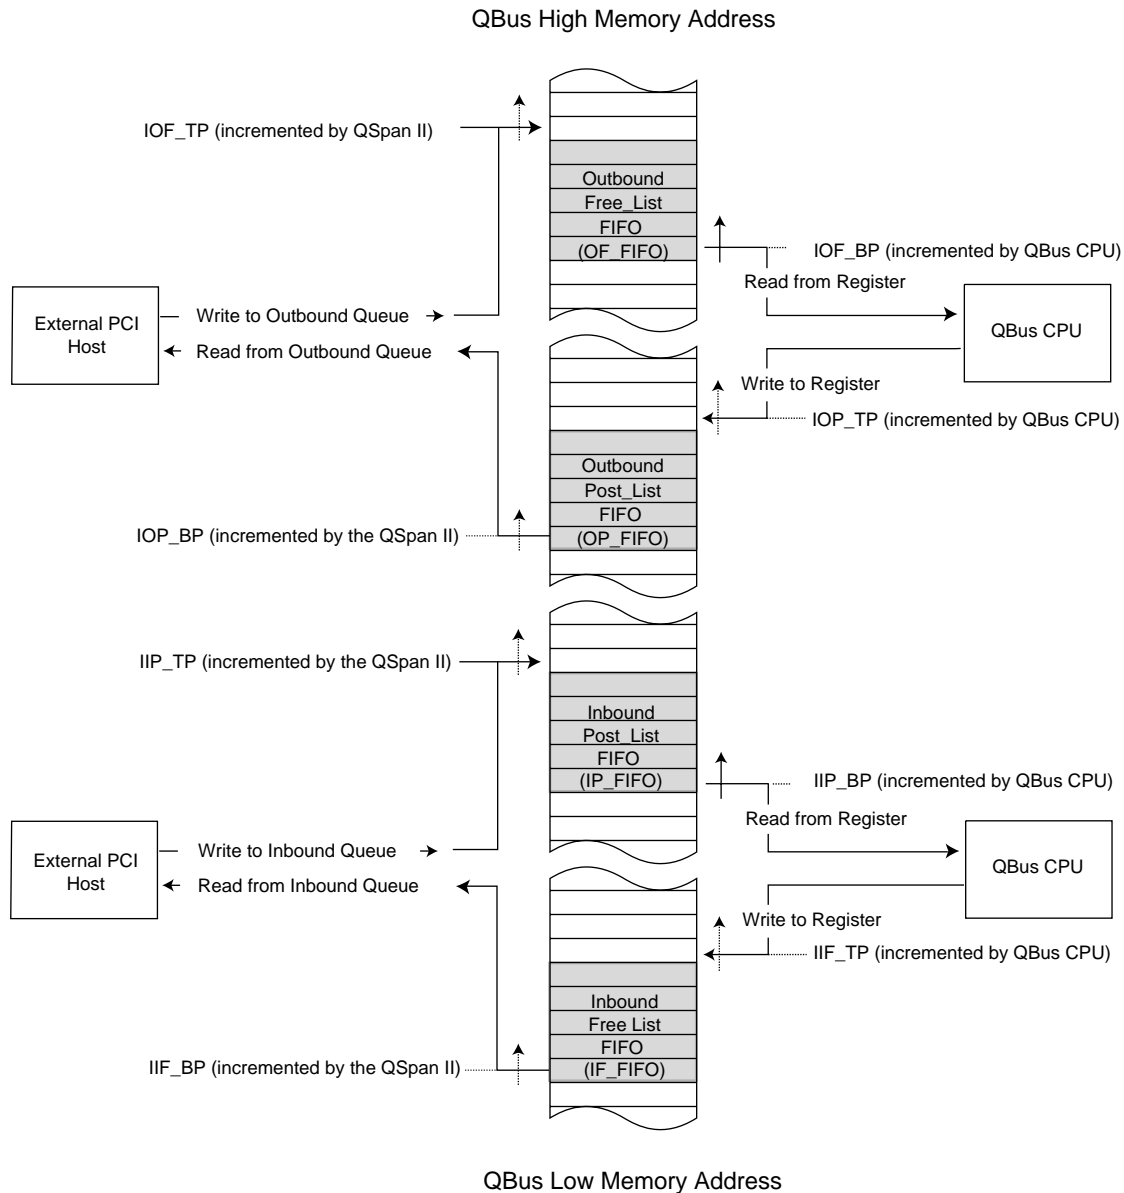 QBus High Memory Address
IOF_TP (incremented by QSpan II)
Outbound
Free_List
FIFO
(OF_FIFO)
IOF_BP (incremented by QBus CPU)
Read from Register
External PCI
Host
Write to Outbound Queue
Read from Outbound Queue
QBus CPU
Write to Register
IOP_TP (incremented by QBus CPU)
Outbound
Post_List
FIFO
(OP_FIFO)
IOP_BP (incremented by the QSpan II)
IIP_TP (incremented by the QSpan II)
Inbound
Post_List
FIFO
(IP_FIFO)
IIP_BP (incremented by QBus CPU)
Read from Register
External PCI
Host
Write to Inbound Queue
Read from Inbound Queue
QBus CPU
Write to Register
IIF_TP (incremented by QBus CPU)
Inbound
Free List
FIFO
(IF_FIFO)
IIF_BP (incremented by the QSpan II)
QBus Low Memory Address